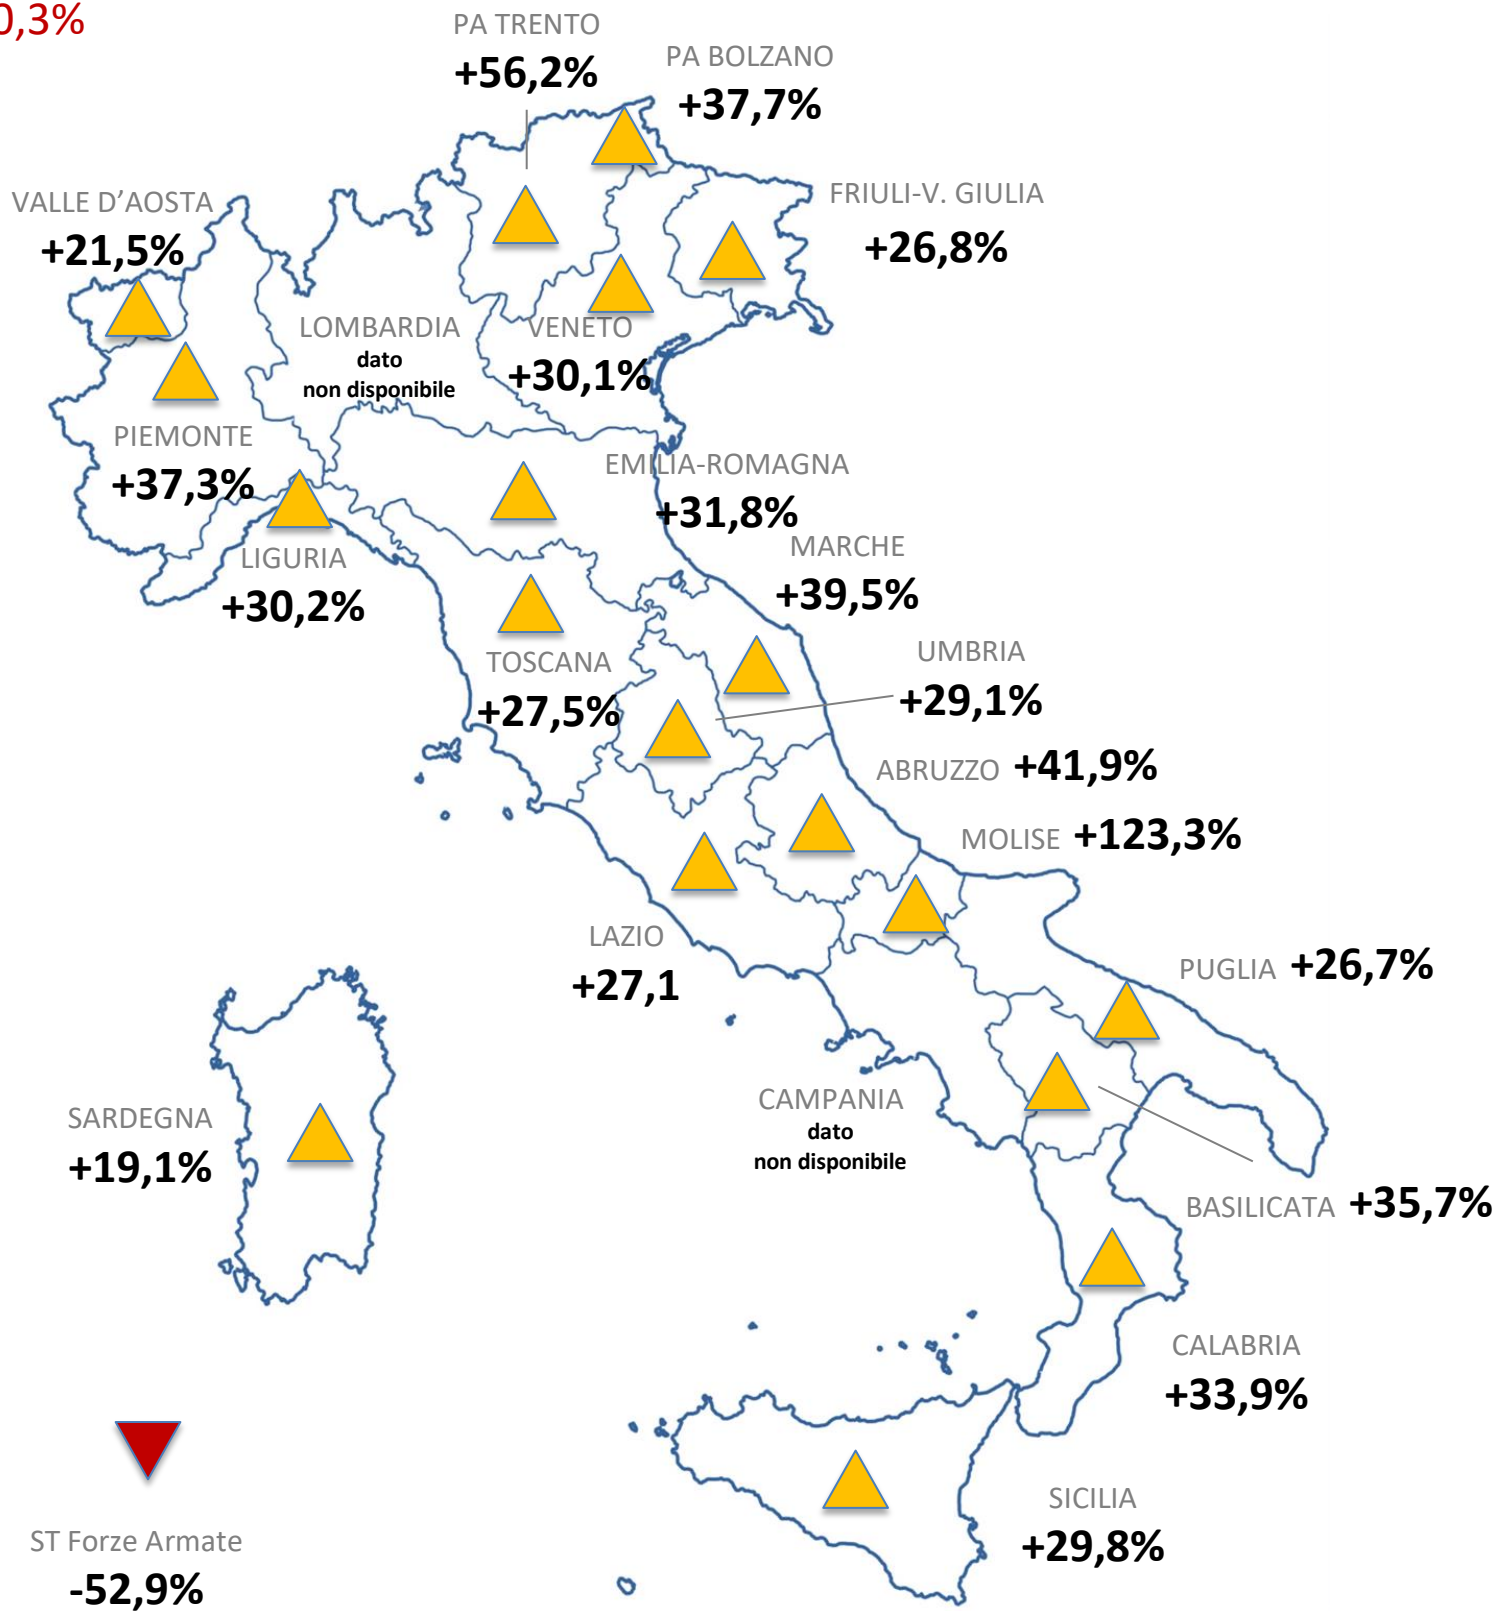 0,3%
PA TRENTO
+56,2%
PA BOLZANO
+37,7%
VALLE D’AOSTA
+21,5%
FRIULI-V. GIULIA
+26,8%
LOMBARDIA
dato
non disponibile
VENETO
+30,1%
PIEMONTE
+37,3%
EMILIA-ROMAGNA
+31,8%
LIGURIA
+30,2%
MARCHE
+39,5%
TOSCANA
+27,5%
UMBRIA
+29,1%
ABRUZZO +41,9%
MOLISE +123,3%
LAZIO
+27,1
PUGLIA +26,7%
SARDEGNA
+19,1%
CAMPANIA
dato
non disponibile
BASILICATA +35,7%
CALABRIA
+33,9%
SICILIA
+29,8%
ST Forze Armate
-52,9%